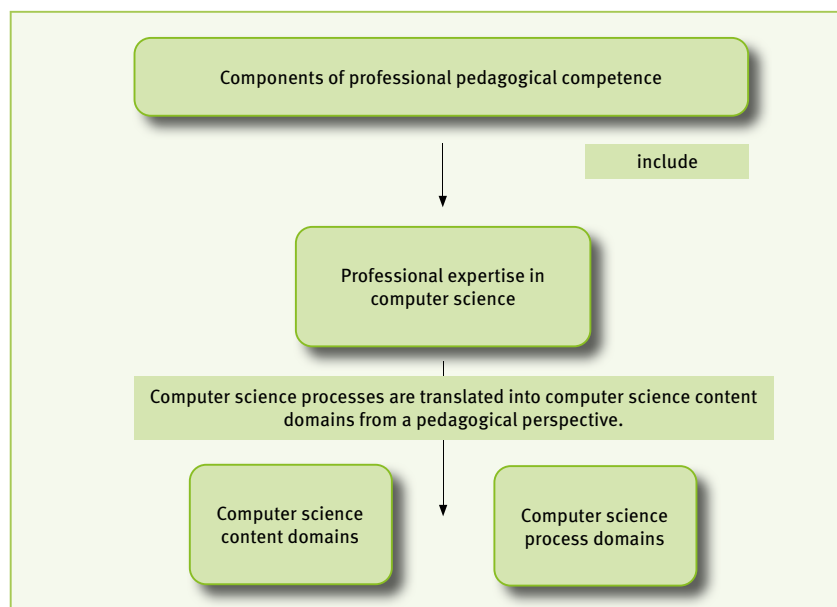 Components of professional pedagogical competence
include
Professional expertise in
computer science
Computer science processes are translated into computer science content
domains from a pedagogical perspective.
Computer science
content domains
Computer science
process domains